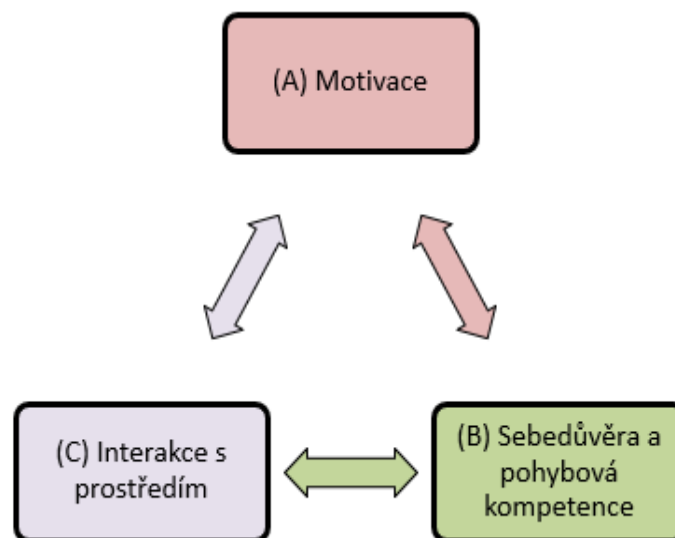 (A) Motivace
(C) Interakce s
prostředím
(B) Sebedůvěra a
pohybová
kompetence